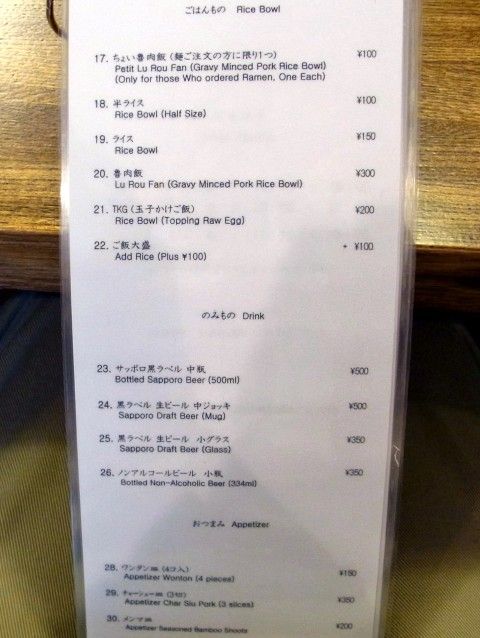 ごはんもの Rice Bowl
17. ちょい魯肉飯 (麺ご注文の方に限り1つ) ¥100
Petit Lu Rou Fan (Gravy Minced Pork Rice Bowl)
(Only for those Who ordered Ramen, One Each)
18. 半ライス ¥100
Rice Bowl (Half Size)
19. ライス ¥150
Rice Bowl
20. 魯肉飯 ¥300
Lu Rou Fan (Gravy Minced Pork Rice Bowl)
21. TKG (玉子かけご飯) ¥200
Rice Bowl (Topping Raw Egg)
22. ご飯大盛 + ¥100
Add Rice (Plus ¥100)
のみもの Drink
23. サッポロ黒ラベル 中瓶 ¥500
Bottled Sapporo Beer (500ml)
24. 黒ラベル 生ビール 中ジョッキ ¥500
Sapporo Draft Beer (Mug)
25. 黒ラベル 生ビール 小グラス ¥350
Sapporo Draft Beer (Glass)
26. ノンアルコールビール 小瓶 ¥350
Bottled Non-Alcoholic Beer (334ml)
おつまみ Appetizer
28. ワンタン皿 (4コ入) ¥150
Appetizer Wonton (4 pieces)
29. チャーシュー皿 (3切) ¥350
Appetizer Char Siu Pork (3 slices)
30. メンマ皿 ¥200
Appetizer Seasoned Bamboo Shoots